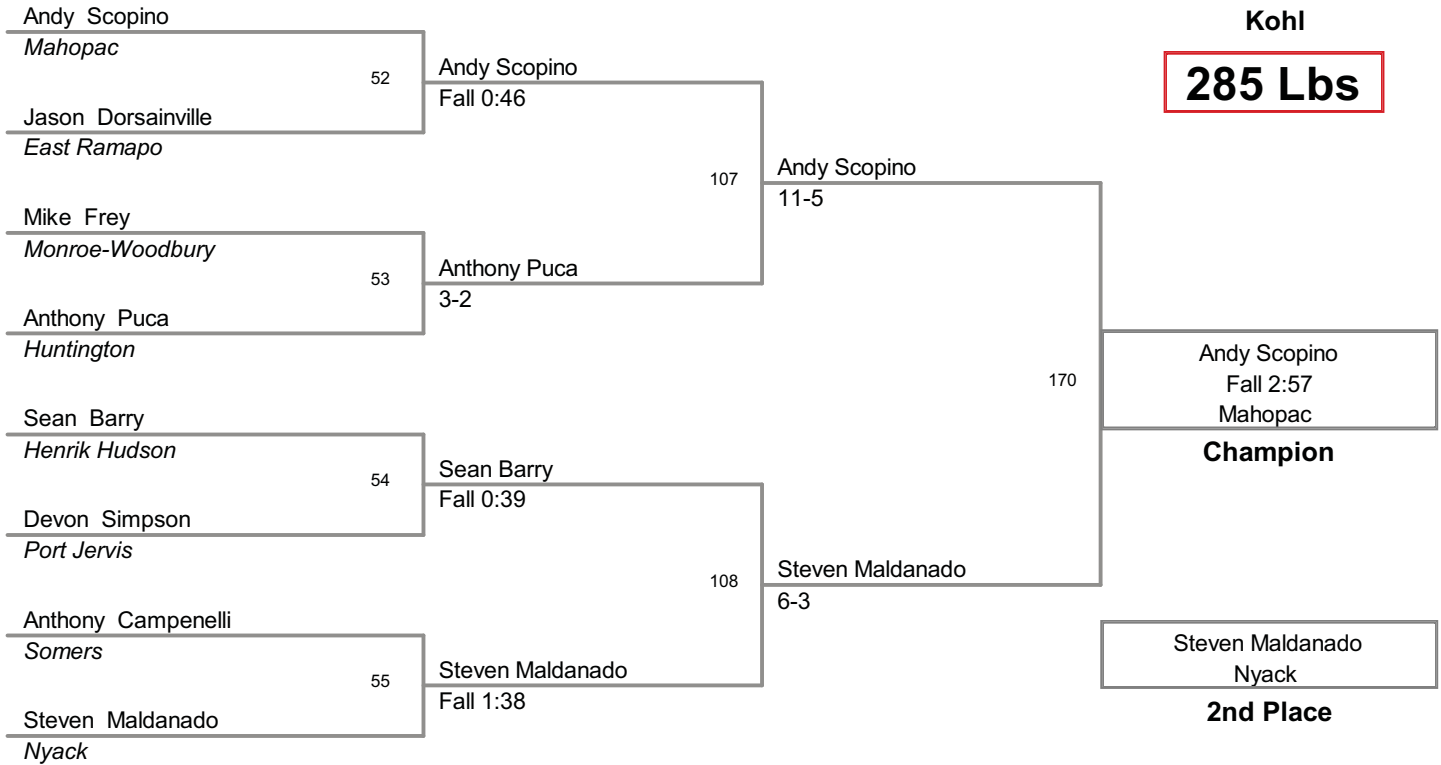 Andy Scopino
Mahopac
52
Jason Dorsainville
East Ramapo
Mike Frey
Monroe-Woodbury
53
Anthony Puca
Huntington
Sean Barry
Henrik Hudson
54
Devon Simpson
Port Jervis
Anthony Campenelli
Somers
55
Steven Maldanado
Nyack
Andy Scopino
Fall 0:46
107
Anthony Puca
3-2
Sean Barry
Fall 0:39
108
Steven Maldanado
Fall 1:38
Andy Scopino
11-5
170
Steven Maldanado
6-3
Kohl
285 Lbs
Andy Scopino
Fall 2:57
Mahopac
Champion
Steven Maldanado
Nyack
2nd Place